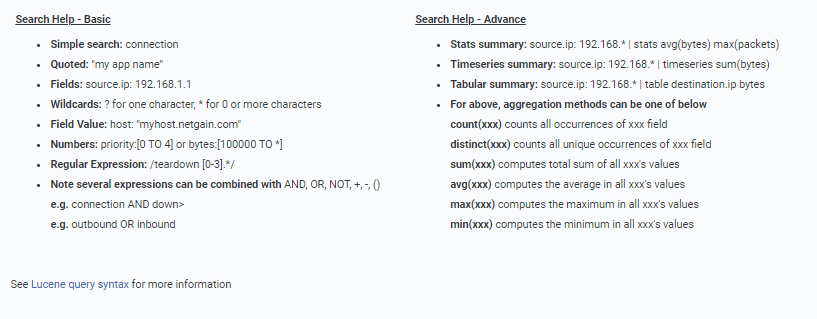 Search Help - Basic
Simple search: connection
Quoted: "my app name"
Fields: source.ip: 192.168.1.1
Wildcards: ? for one character, * for 0 or more characters
Field Value: host: "myhost.netgain.com"
Numbers: priority:[0 TO 4] or bytes:[100000 TO *]
Regular Expression: /teardown [0-3].*/
Note several expressions can be combined with AND, OR, NOT, +, -, ()
e.g. connection AND down>
e.g. outbound OR inbound
Search Help - Advance
Stats summary: source.ip: 192.168.* | stats avg(bytes) max(packets)
Timeseries summary: source.ip: 192.168.* | timeseries sum(bytes)
Tabular summary: source.ip: 192.168.* | table destination.ip bytes
For above, aggregation methods can be one of below
count(xxx) counts all occurrences of xxx field
distinct(xxx) counts all unique occurrences of xxx field
sum(xxx) computes total sum of all xxx's values
avg(xxx) computes the average in all xxx's values
max(xxx) computes the maximum in all xxx's values
min(xxx) computes the minimum in all xxx's values
See Lucene query syntax for more information